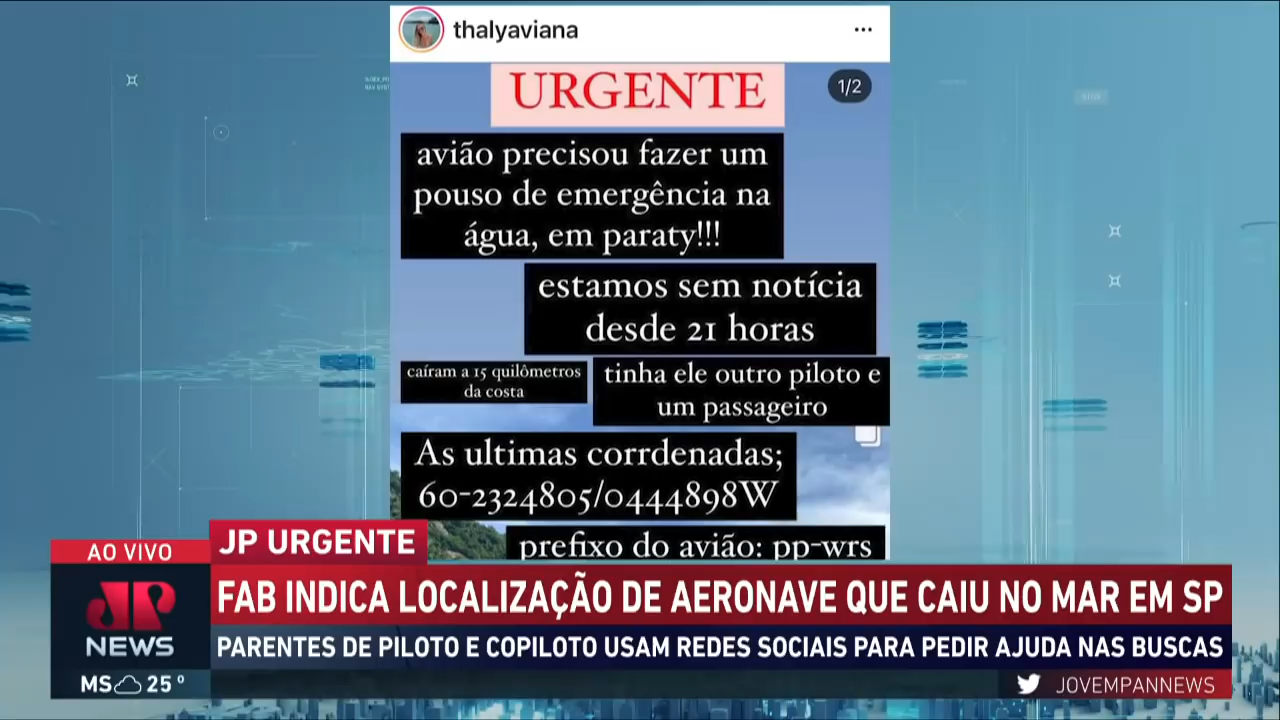 thalyaviana
URGENTE
1/2
avião precisou fazer um
pouso de emergência na
água, em paraty!!!
estamos sem notícia
desde 21 horas
caíram a 15 quilômetros
da costa
tinha ele outro piloto e
um passageiro
As ultimas corrdenadas;
60-2324805/0444898W
prefixo do avião: pp-wrs
AO VIVO
JP URGENTE
JP
NEWS
FAB INDICA LOCALIZAÇÃO DE AERONAVE QUE CAIU NO MAR EM SP
PARENTES DE PILOTO E COPILOTO USAM REDES SOCIAIS PARA PEDIR AJUDA NAS BUSCAS
MS 25°
JOVEMPANNEWS